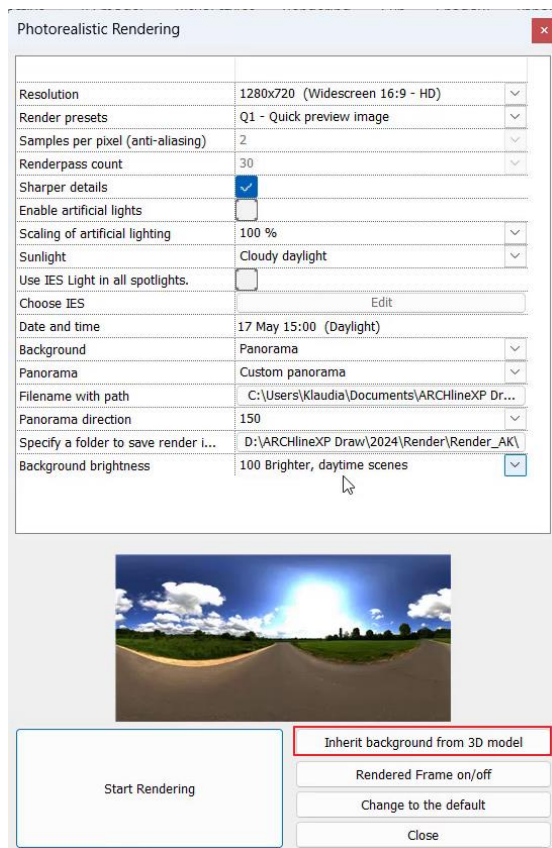 Photorealistic Rendering
Resolution 1280x720 (Widescreen 16:9 - HD)
Render presets Q1 - Quick preview image
Samples per pixel (anti-aliasing) 2
Renderpass count 30
Sharper details
Enable artificial lights
Scaling of artificial lighting 100 %
Sunlight Cloudy daylight
Use IES Light in all spotlights.
Choose IES Edit
Date and time 17 May 15:00 (Daylight)
Background Panorama
Panorama Custom panorama
Filename with path C:\Users\Klaudia\Documents\ARCHlineXP Dr...
Panorama direction 150
Specify a folder to save render i... D:\ARCHlineXP Draw\2024\Render\Render_AK\
Background brightness 100 Brighter, daytime scenes
Start Rendering
Inherit background from 3D model
Rendered Frame on/off
Change to the default
Close